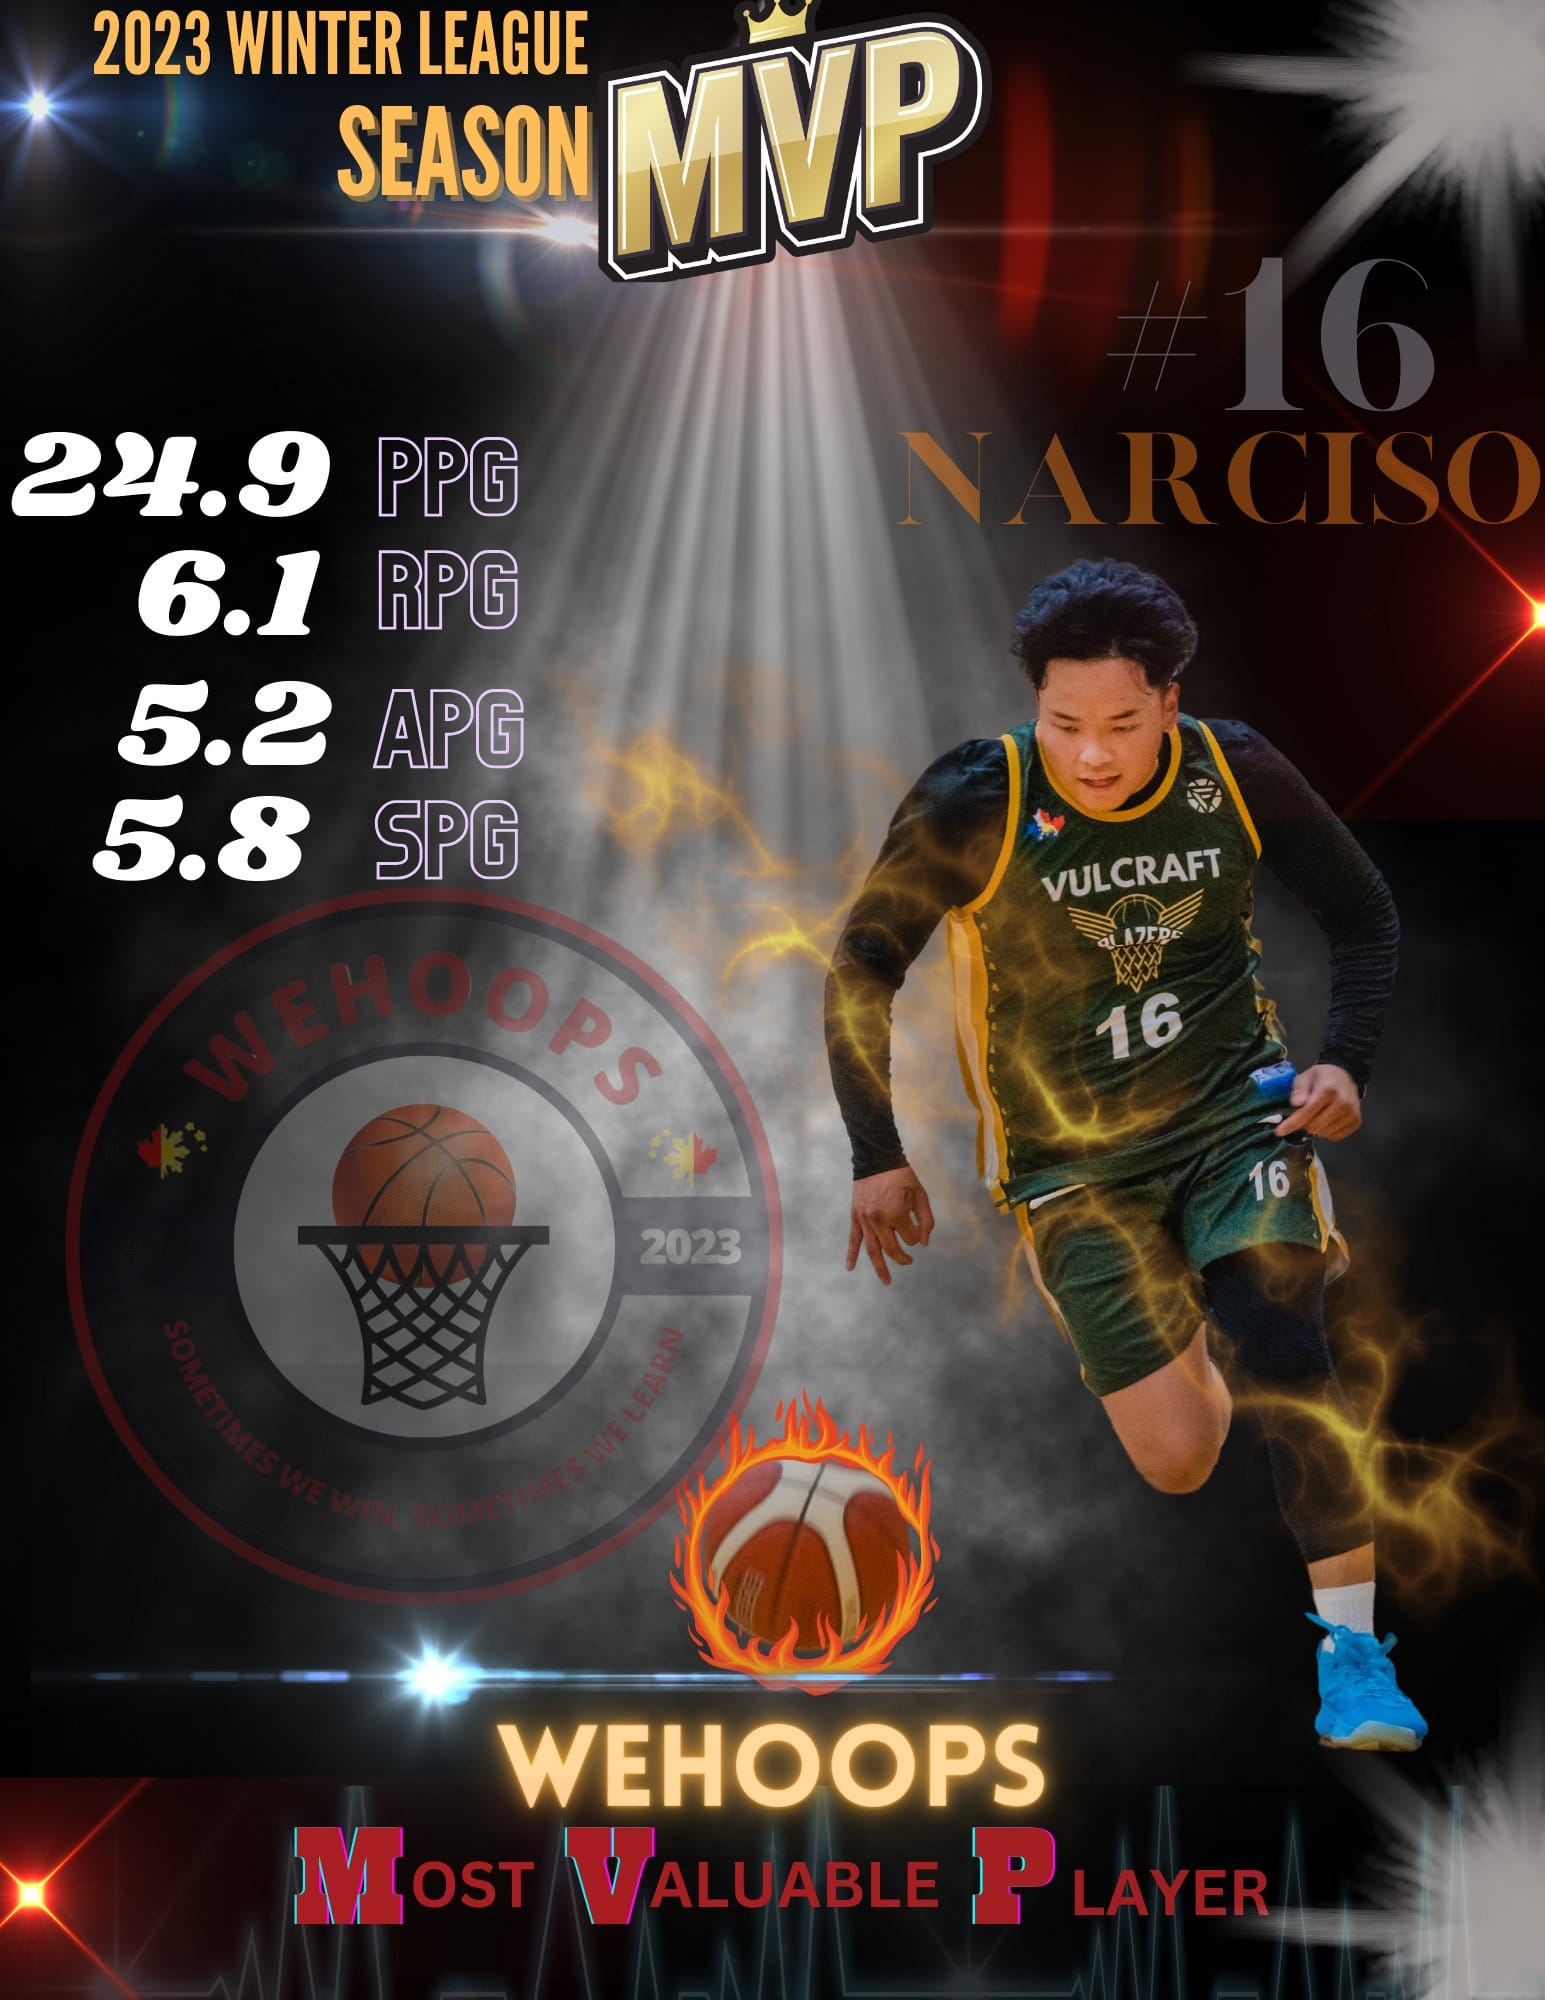 2023 WINTER LEAGUE
SEASON
MVP
#16
NARCISO
24.9 PPG
6.1 RPG
5.2 APG
5.8 SPG
VULCRAFT
BLAZERS
16
16
WEHOOPS
2023
SOMETIMES WE WIN. SOMETIMES WE LEARN
WEHOOPS
MOST VALUABLE PLAYER